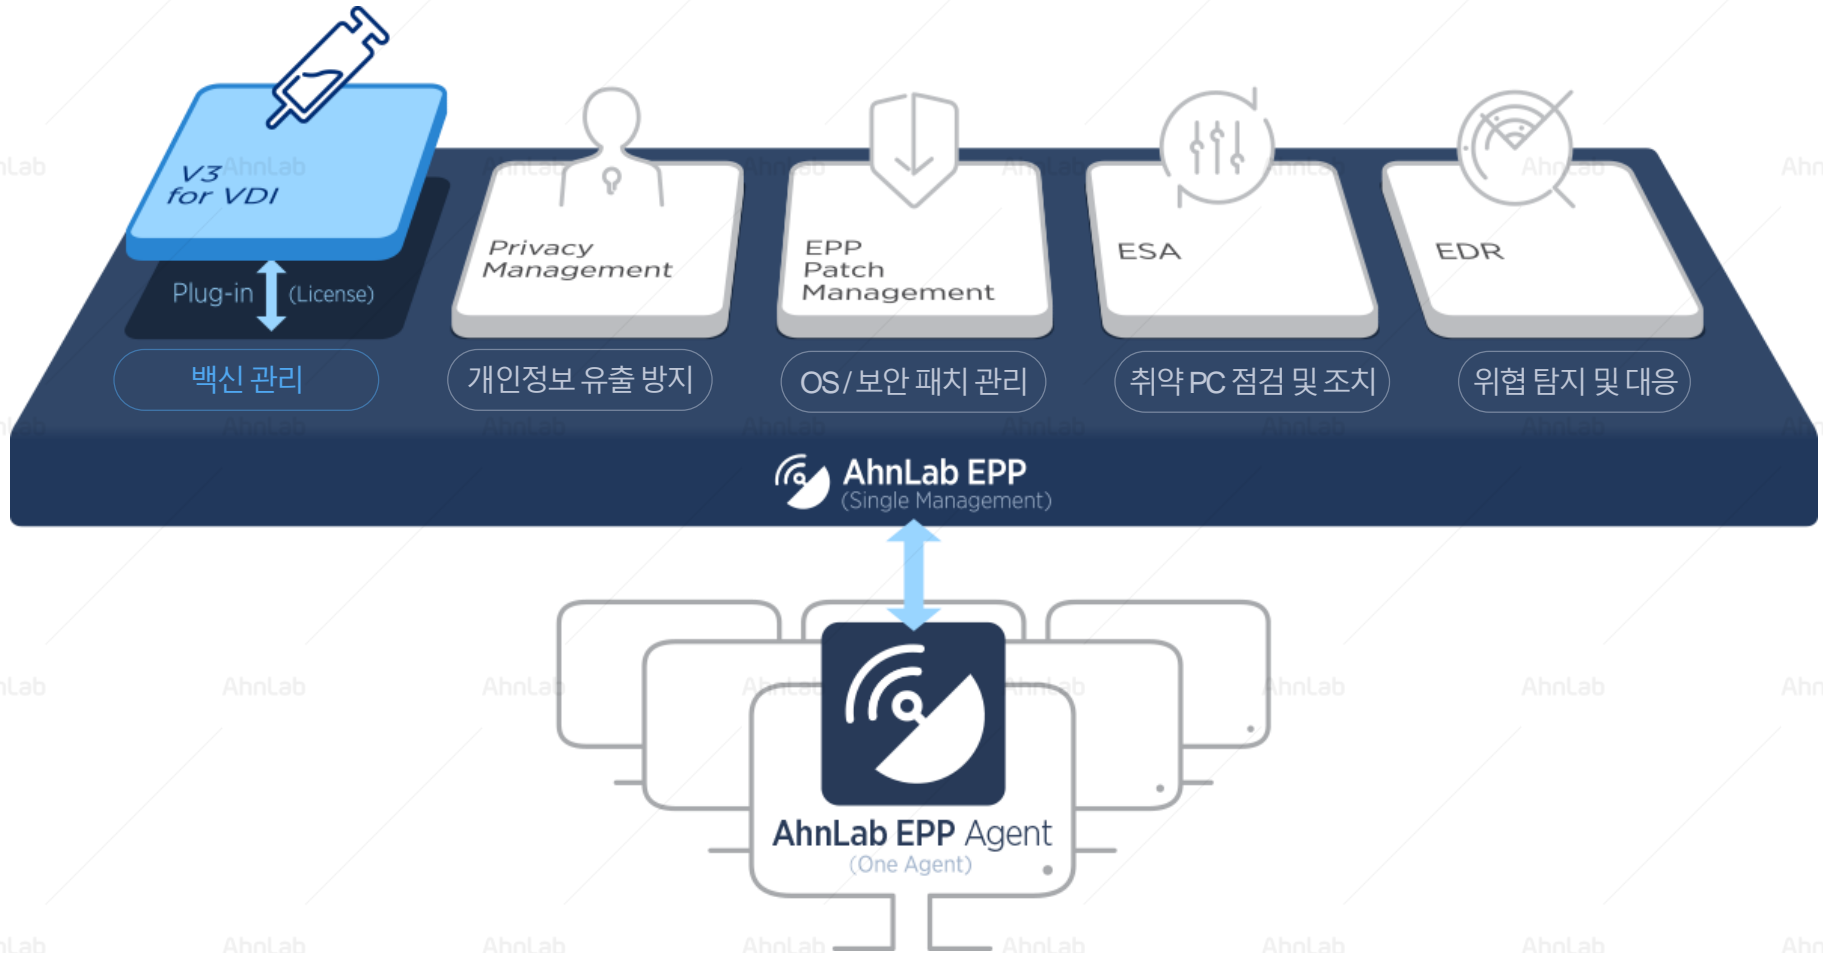 V3
for VDI
Plug-in (License)
Privacy
Management
EPP
Patch
Management
ESA
EDR
백신 관리
개인정보 유출 방지
OS / 보안 패치 관리
취약 PC 점검 및 조치
위협 탐지 및 대응
AhnLab EPP
(Single Management)
AhnLab EPP Agent
(One Agent)
AhnLab